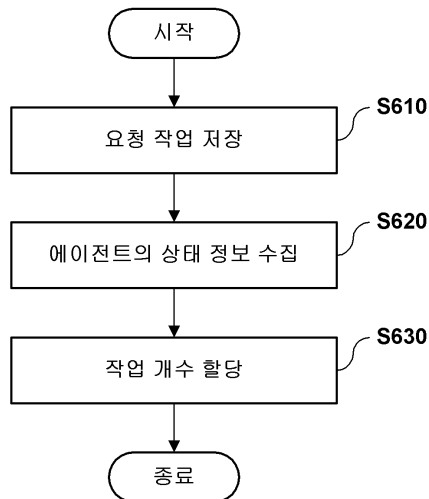 시작
S610
요청 작업 저장
S620
에이전트의 상태 정보 수집
S630
작업 개수 할당
종료